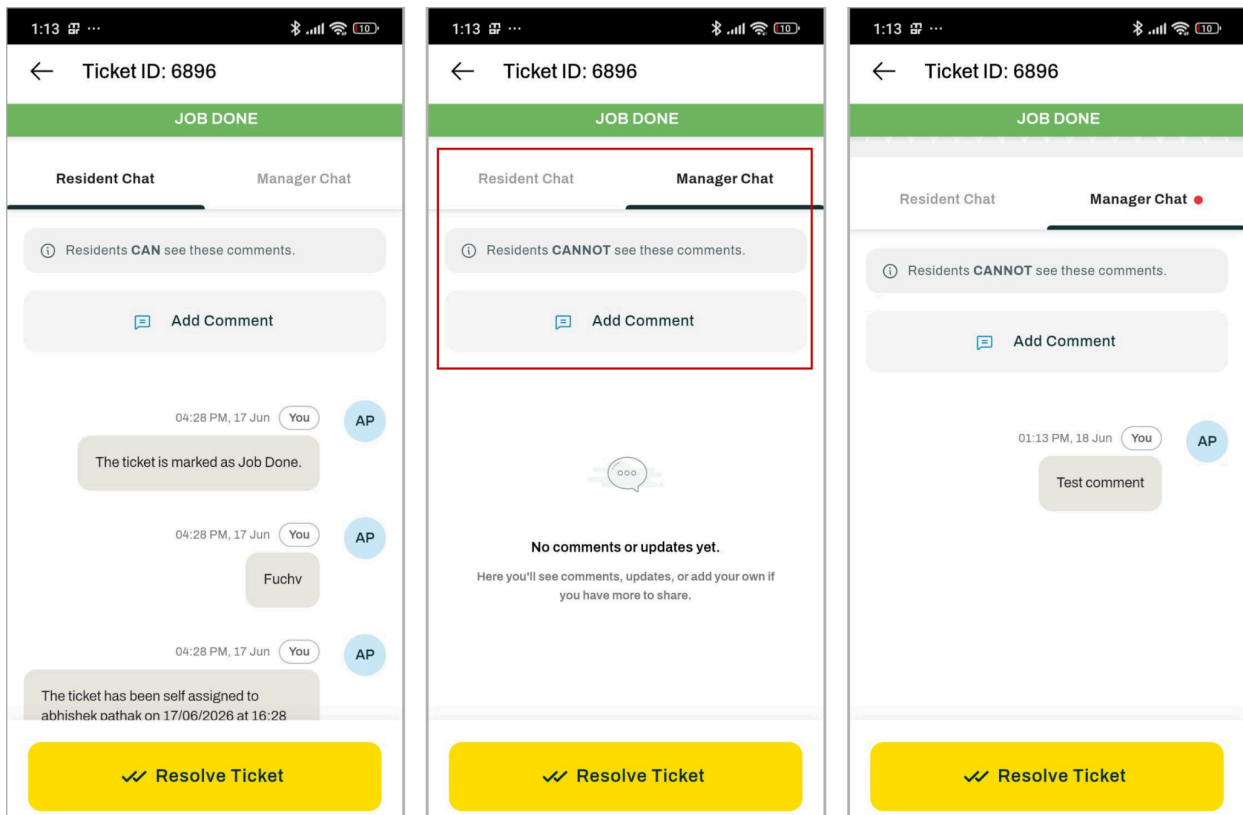 1:13 ...
10
Ticket ID: 6896
JOB DONE
Resident Chat
Manager Chat
Residents CAN see these comments.
Add Comment
04:28 PM, 17 Jun
You
AP
The ticket is marked as Job Done.
04:28 PM, 17 Jun
You
AP
Fuchv
04:28 PM, 17 Jun
You
AP
The ticket has been self assigned to
abhishek pathak on 17/06/2026 at 16:28
Resolve Ticket
1:13 ...
10
Ticket ID: 6896
JOB DONE
Resident Chat
Manager Chat
Residents CANNOT see these comments.
Add Comment
No comments or updates yet.
Here you'll see comments, updates, or add your own if
you have more to share.
Resolve Ticket
1:13 ...
10
Ticket ID: 6896
JOB DONE
Resident Chat
Manager Chat
Residents CANNOT see these comments.
Add Comment
01:13 PM, 18 Jun
You
AP
Test comment
Resolve Ticket